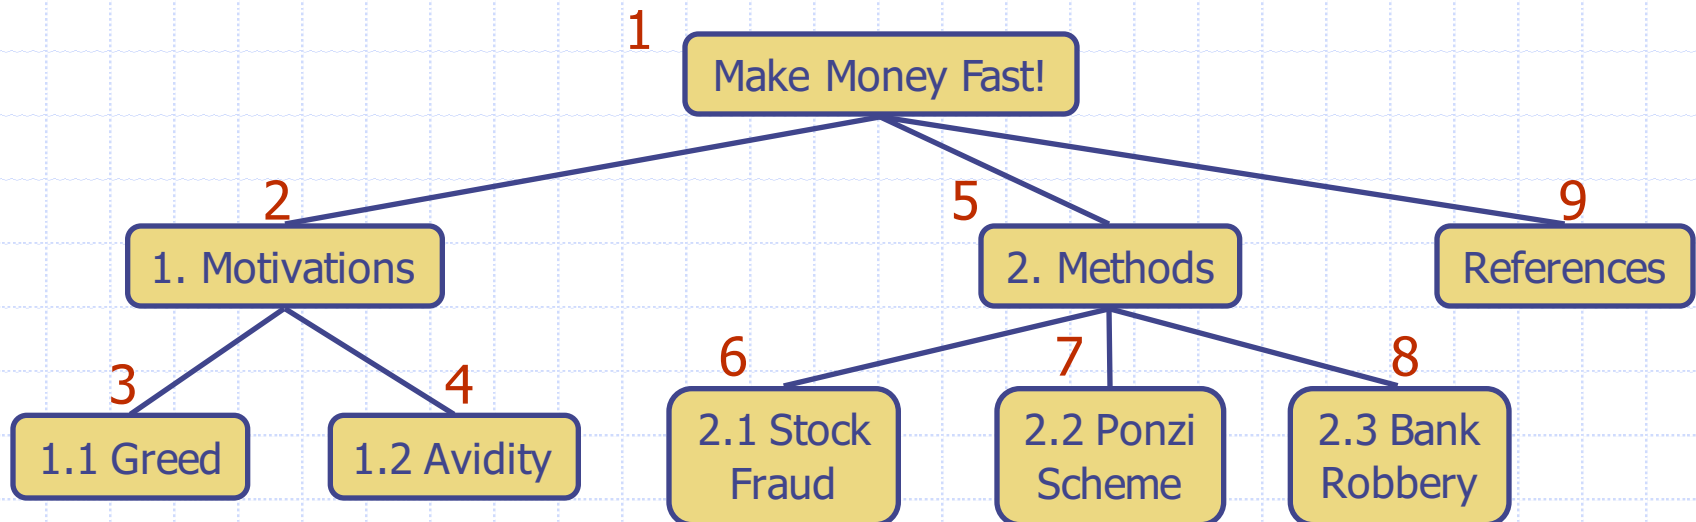 1
Make Money Fast!
2
5
9
1. Motivations
2. Methods
References
3
4
6
7
8
1.1 Greed
1.2 Avidity
2.1 Stock
Fraud
2.2 Ponzi
Scheme
2.3 Bank
Robbery